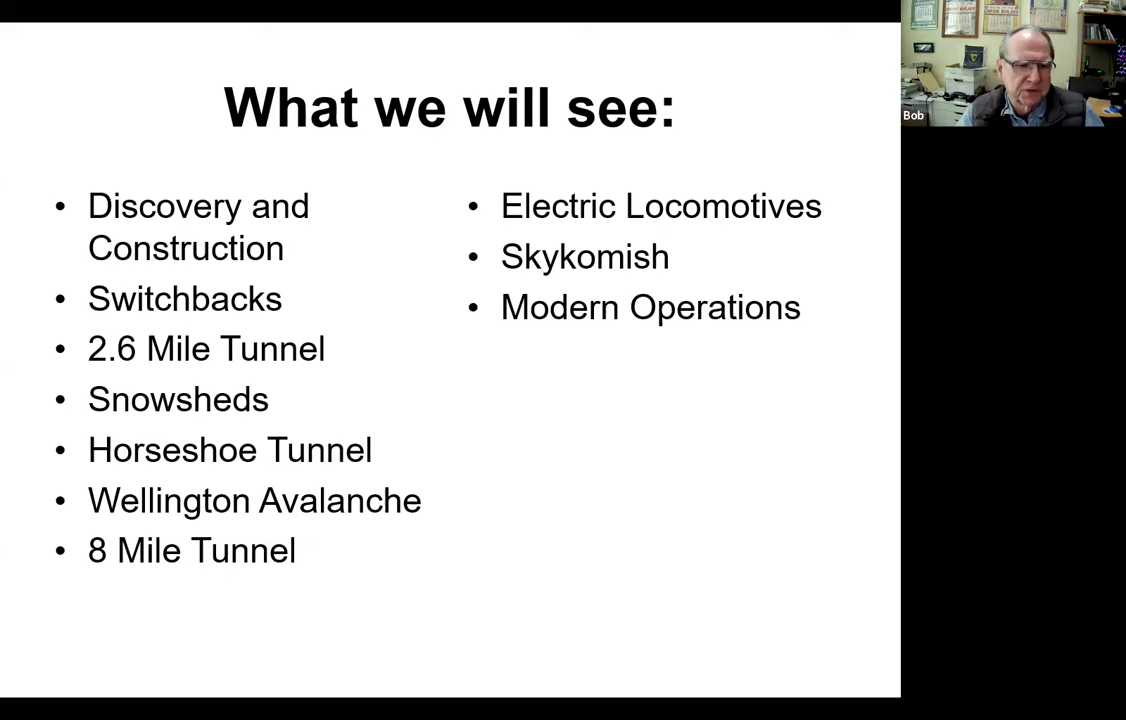 What we will see:
• Discovery and
Construction
• Switchbacks
• 2.6 Mile Tunnel
• Snowsheds
• Horseshoe Tunnel
• Wellington Avalanche
• 8 Mile Tunnel
• Electric Locomotives
• Skykomish
• Modern Operations
Bob